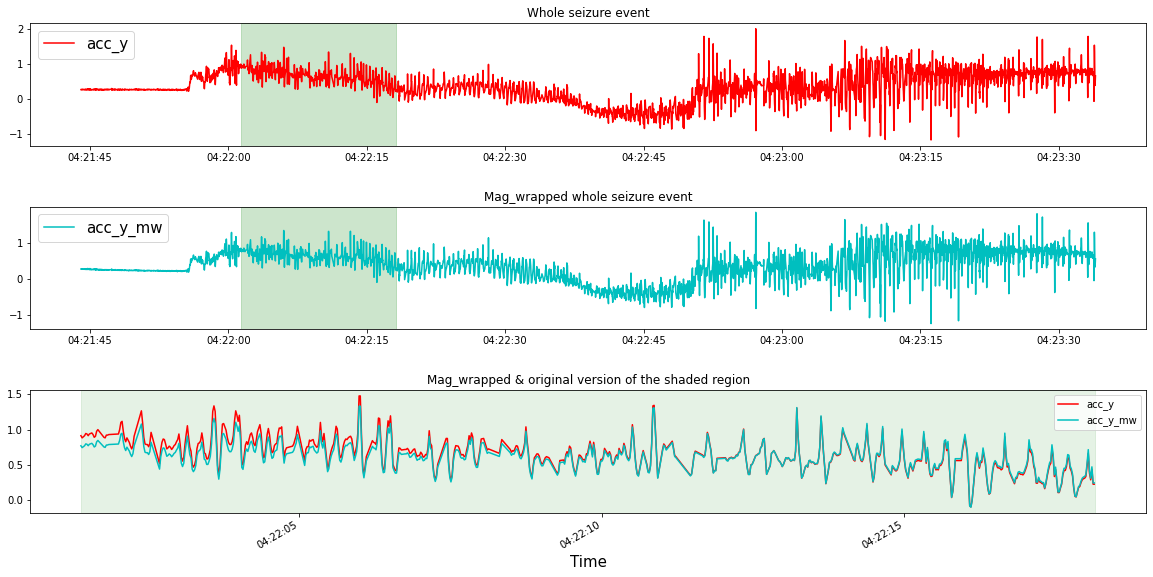 Whole seizure event
acc_y
2
1
0
−1
04:21:45 04:22:00 04:22:15 04:22:30 04:22:45 04:23:00 04:23:15 04:23:30
Mag_wrapped whole seizure event
acc_y_mw
1
0
−1
04:21:45 04:22:00 04:22:15 04:22:30 04:22:45 04:23:00 04:23:15 04:23:30
Mag_wrapped & original version of the shaded region
acc_y
acc_y_mw
1.5
1.0
0.5
0.0
04:22:05 04:22:10 04:22:15
Time